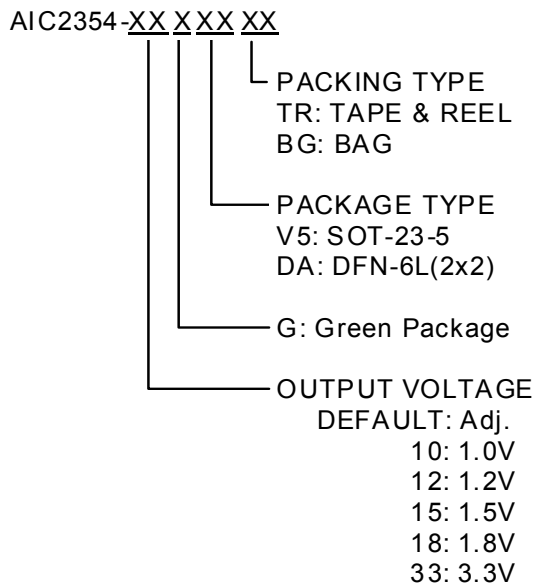 AIC2354-XX X XX XX
PACKING TYPE
TR: TAPE & REEL
BG: BAG
PACKAGE TYPE
V5: SOT-23-5
DA: DFN-6L(2x2)
G: Green Package
OUTPUT VOLTAGE
DEFAULT: Adj.
10: 1.0V
12: 1.2V
15: 1.5V
18: 1.8V
33: 3.3V